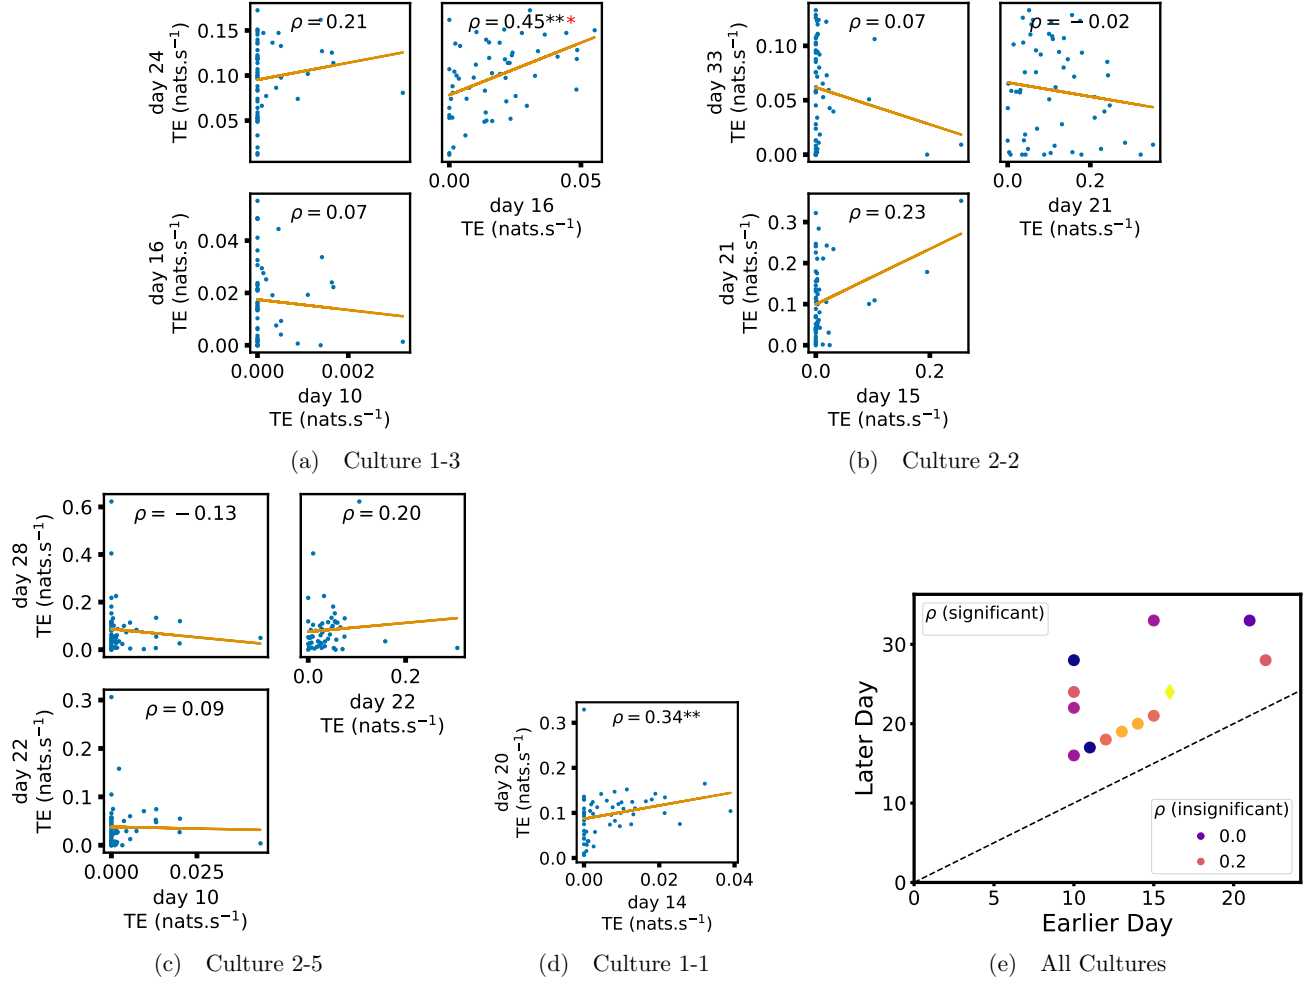 ρ = 0.21
0.15
0.10
0.05
day 24
TE (nats.s⁻¹)
ρ = 0.45***
0.00 0.05
day 16
TE (nats.s⁻¹)
ρ = 0.07
0.04
0.02
0.00
day 16
TE (nats.s⁻¹)
0.000 0.002
day 10
TE (nats.s⁻¹)
(a) Culture 1-3
ρ = 0.07
0.10
0.05
0.00
day 33
TE (nats.s⁻¹)
ρ = − 0.02
0.0 0.2
day 21
TE (nats.s⁻¹)
ρ = 0.23
0.3
0.2
0.1
0.0
day 21
TE (nats.s⁻¹)
0.0 0.2
day 15
TE (nats.s⁻¹)
(b) Culture 2-2
ρ = − 0.13
0.6
0.4
0.2
0.0
day 28
TE (nats.s⁻¹)
ρ = 0.20
0.0 0.2
day 22
TE (nats.s⁻¹)
ρ = 0.09
0.3
0.2
0.1
0.0
day 22
TE (nats.s⁻¹)
0.000 0.025
day 10
TE (nats.s⁻¹)
(c) Culture 2-5
ρ = 0.34**
0.3
0.2
0.1
0.0
day 20
TE (nats.s⁻¹)
0.00 0.02 0.04
day 14
TE (nats.s⁻¹)
(d) Culture 1-1
ρ (significant)
30
20
10
0
Later Day
ρ (insignificant)
0.0
0.2
0 5 10 15 20
Earlier Day
(e) All Cultures